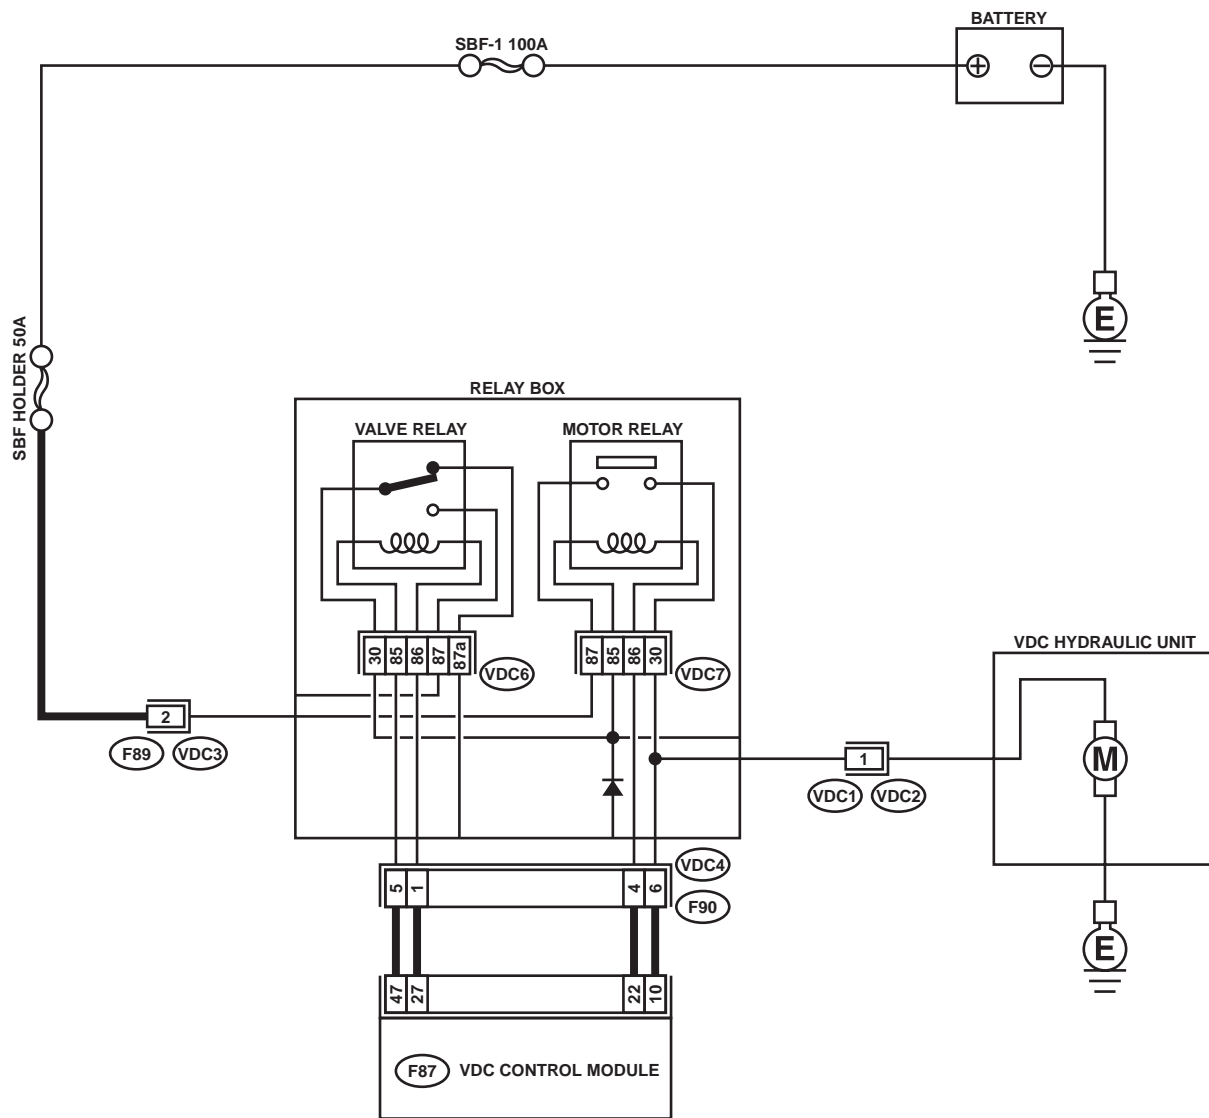 BATTERY
SBF-1 100A
E
SBF HOLDER 50A
RELAY BOX
VALVE RELAY
MOTOR RELAY
30 85 86 87 87a
VDC6
87 85 86 30
VDC7
VDC HYDRAULIC UNIT
2
F89 VDC3
M
1
VDC1 VDC2
VDC4
5 1 4 6
F90
E
47 27 22 10
F87 VDC CONTROL MODULE